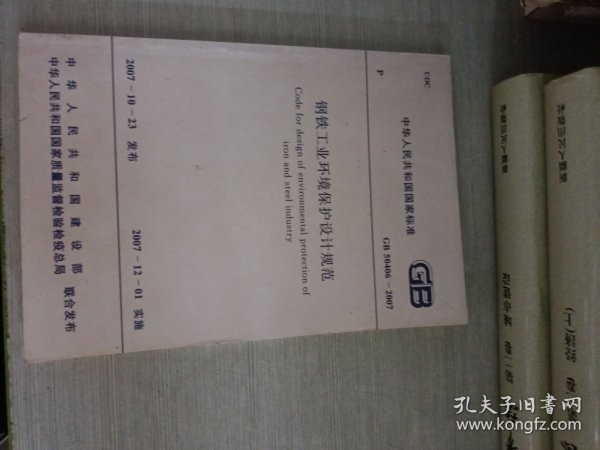 UDC
中华人民共和国国家标准
GB
P
GB 50406－2007
钢铁工业环境保护设计规范
Code for design of environmental protection of
iron and steel industry
2007－10－23 发布
2007－12－01 实施
中华人民共和国建设部
中华人民共和国国家质量监督检验检疫总局
联合发布
孔夫子旧书网
www.kongfz.com